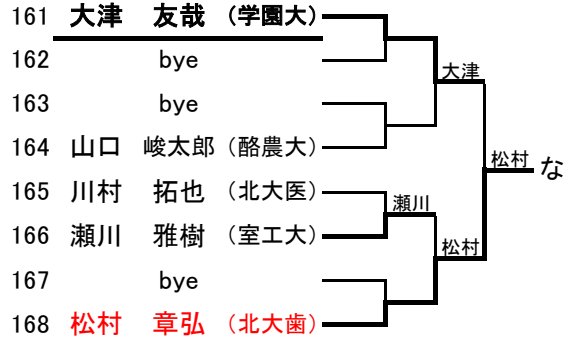 161 大津 友哉 (学園大)
162 bye
大津
163 bye
164 山口 峻太郎 (酪農大)
松村 な
165 川村 拓也 (北大医)
瀬川
166 瀬川 雅樹 (室工大)
松村
167 bye
168 松村 章弘 (北大歯)